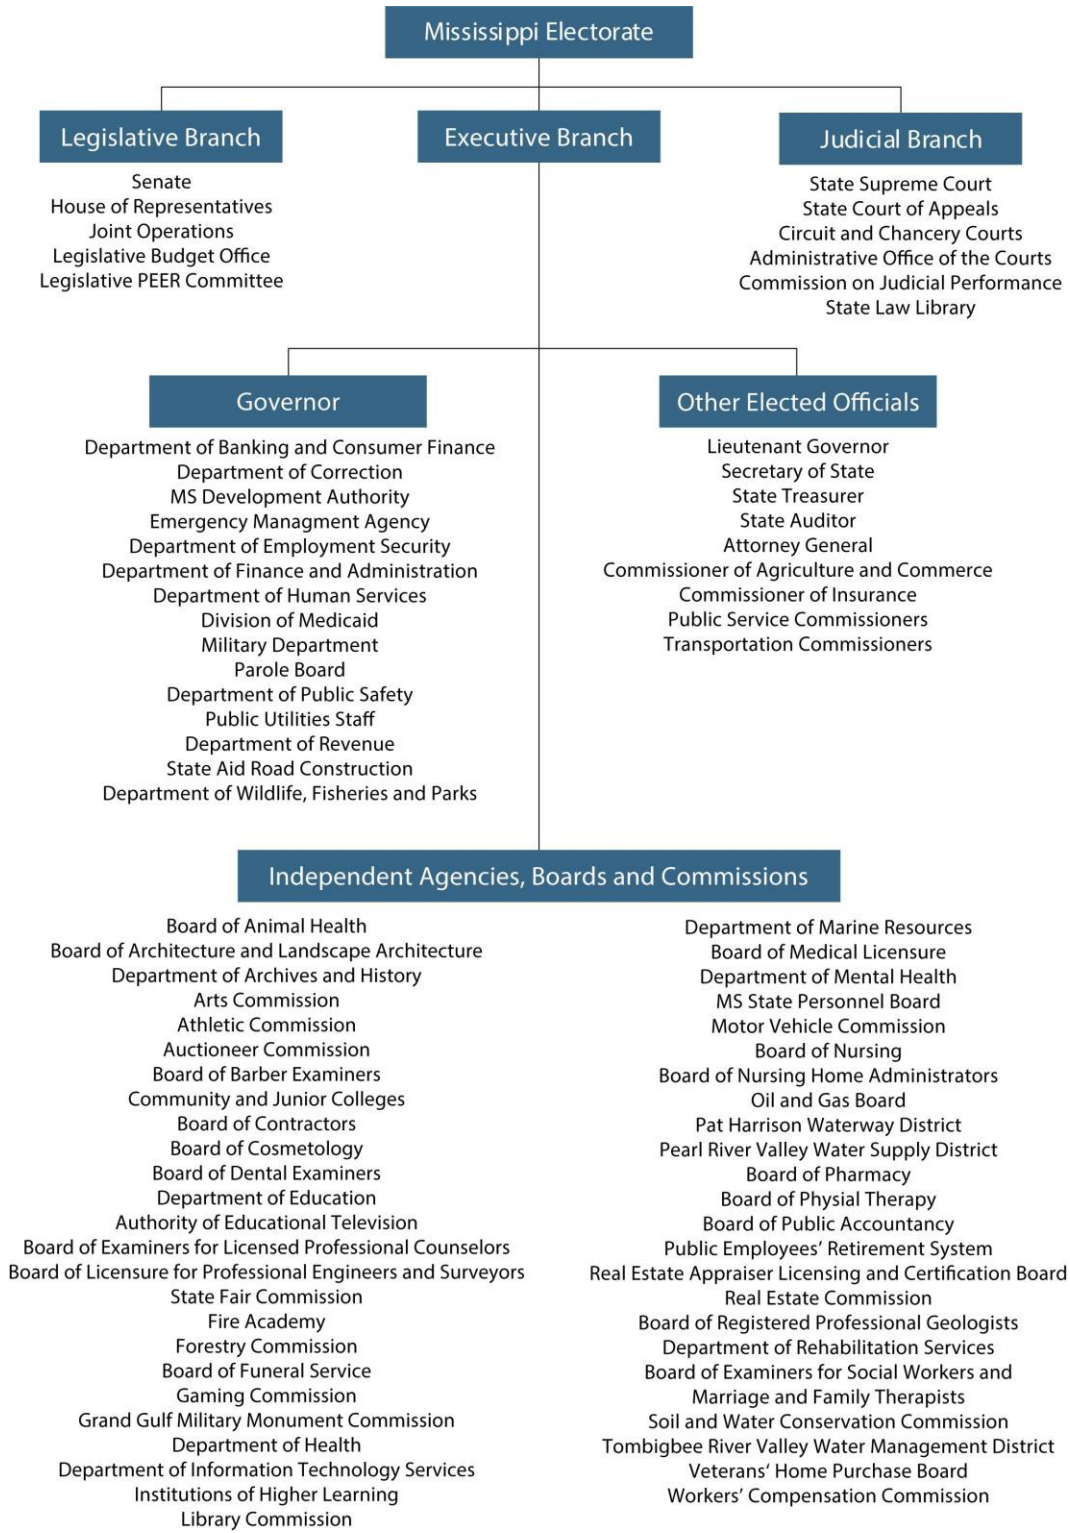 Mississippi Electorate
Legislative Branch
Senate
House of Representatives
Joint Operations
Legislative Budget Office
Legislative PEER Committee
Executive Branch
Judicial Branch
State Supreme Court
State Court of Appeals
Circuit and Chancery Courts
Administrative Office of the Courts
Commission on Judicial Performance
State Law Library
Governor
Department of Banking and Consumer Finance
Department of Correction
MS Development Authority
Emergency Managment Agency
Department of Employment Security
Department of Finance and Administration
Department of Human Services
Division of Medicaid
Military Department
Parole Board
Department of Public Safety
Public Utilities Staff
Department of Revenue
State Aid Road Construction
Department of Wildlife, Fisheries and Parks
Other Elected Officials
Lieutenant Governor
Secretary of State
State Treasurer
State Auditor
Attorney General
Commissioner of Agriculture and Commerce
Commissioner of Insurance
Public Service Commissioners
Transportation Commissioners
Independent Agencies, Boards and Commissions
Board of Animal Health
Board of Architecture and Landscape Architecture
Department of Archives and History
Arts Commission
Athletic Commission
Auctioneer Commission
Board of Barber Examiners
Community and Junior Colleges
Board of Contractors
Board of Cosmetology
Board of Dental Examiners
Department of Education
Authority of Educational Television
Board of Examiners for Licensed Professional Counselors
Board of Licensure for Professional Engineers and Surveyors
State Fair Commission
Fire Academy
Forestry Commission
Board of Funeral Service
Gaming Commission
Grand Gulf Military Monument Commission
Department of Health
Department of Information Technology Services
Institutions of Higher Learning
Library Commission
Department of Marine Resources
Board of Medical Licensure
Department of Mental Health
MS State Personnel Board
Motor Vehicle Commission
Board of Nursing
Board of Nursing Home Administrators
Oil and Gas Board
Pat Harrison Waterway District
Pearl River Valley Water Supply District
Board of Pharmacy
Board of Physial Therapy
Board of Public Accountancy
Public Employees’ Retirement System
Real Estate Appraiser Licensing and Certification Board
Real Estate Commission
Board of Registered Professional Geologists
Department of Rehabilitation Services
Board of Examiners for Social Workers and
Marriage and Family Therapists
Soil and Water Conservation Commission
Tombigbee River Valley Water Management District
Veterans‘ Home Purchase Board
Workers’ Compensation Commission